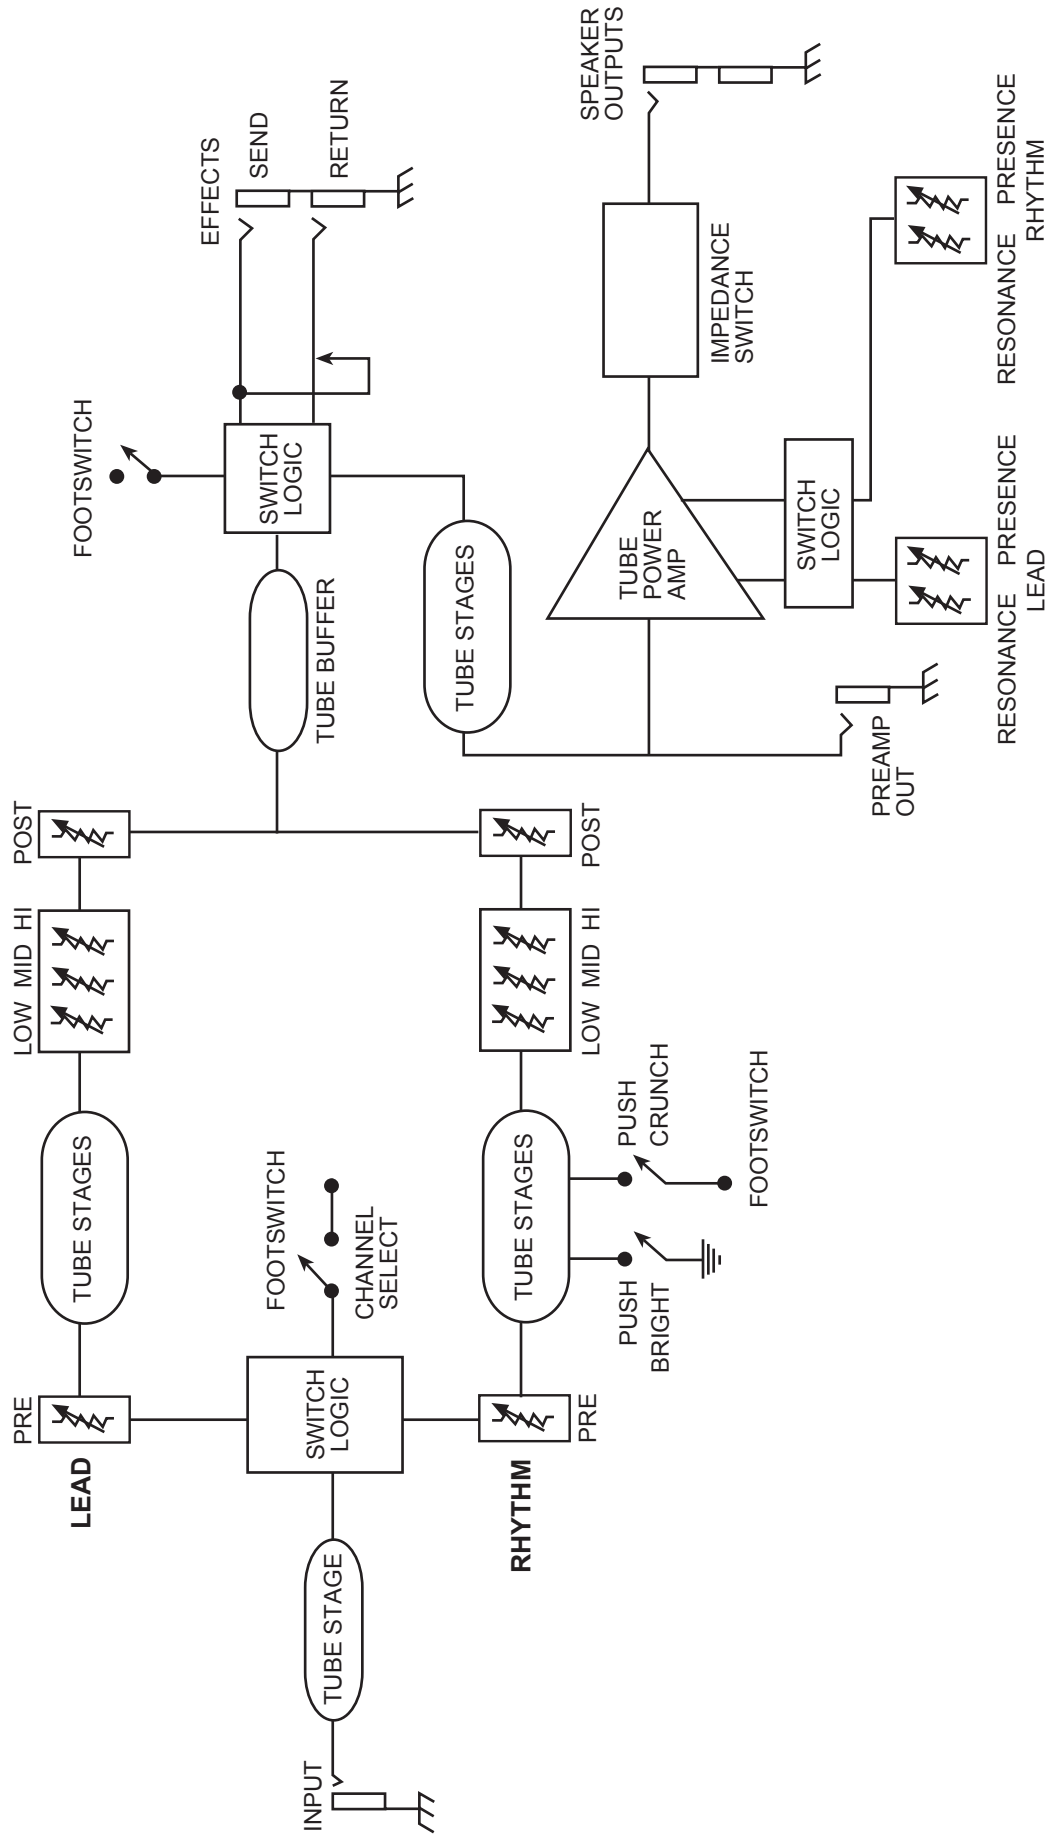 INPUT
TUBE STAGE
SWITCH
LOGIC
FOOTSWITCH
CHANNEL
SELECT
LEAD
PRE
TUBE STAGES
LOW MID HI
POST
RHYTHM
PRE
TUBE STAGES
PUSH
BRIGHT
PUSH
CRUNCH
FOOTSWITCH
LOW MID HI
POST
TUBE BUFFER
FOOTSWITCH
SWITCH
LOGIC
EFFECTS
SEND
RETURN
TUBE STAGES
PREAMP
OUT
TUBE
POWER
AMP
SWITCH
LOGIC
RESONANCE PRESENCE
LEAD
RESONANCE PRESENCE
RHYTHM
IMPEDANCE
SWITCH
SPEAKER
OUTPUTS